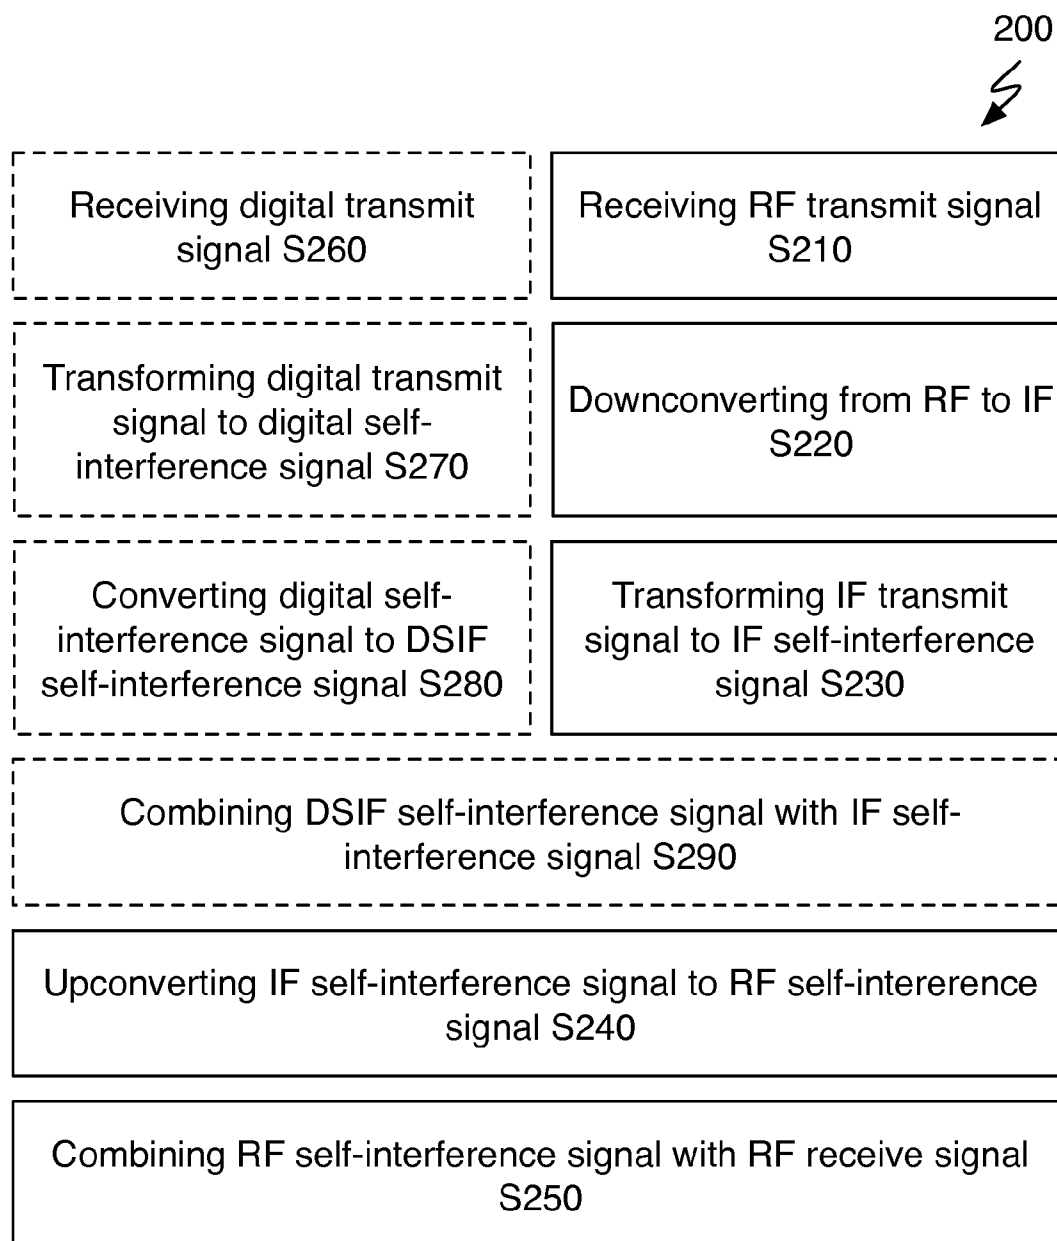 200
Receiving digital transmit
signal S260
Receiving RF transmit signal
S210
Transforming digital transmit
signal to digital self-
interference signal S270
Downconverting from RF to IF
S220
Converting digital self-
interference signal to DSIF
self-interference signal S280
Transforming IF transmit
signal to IF self-interference
signal S230
Combining DSIF self-interference signal with IF self-
interference signal S290
Upconverting IF self-interference signal to RF self-intererence
signal S240
Combining RF self-interference signal with RF receive signal
S250